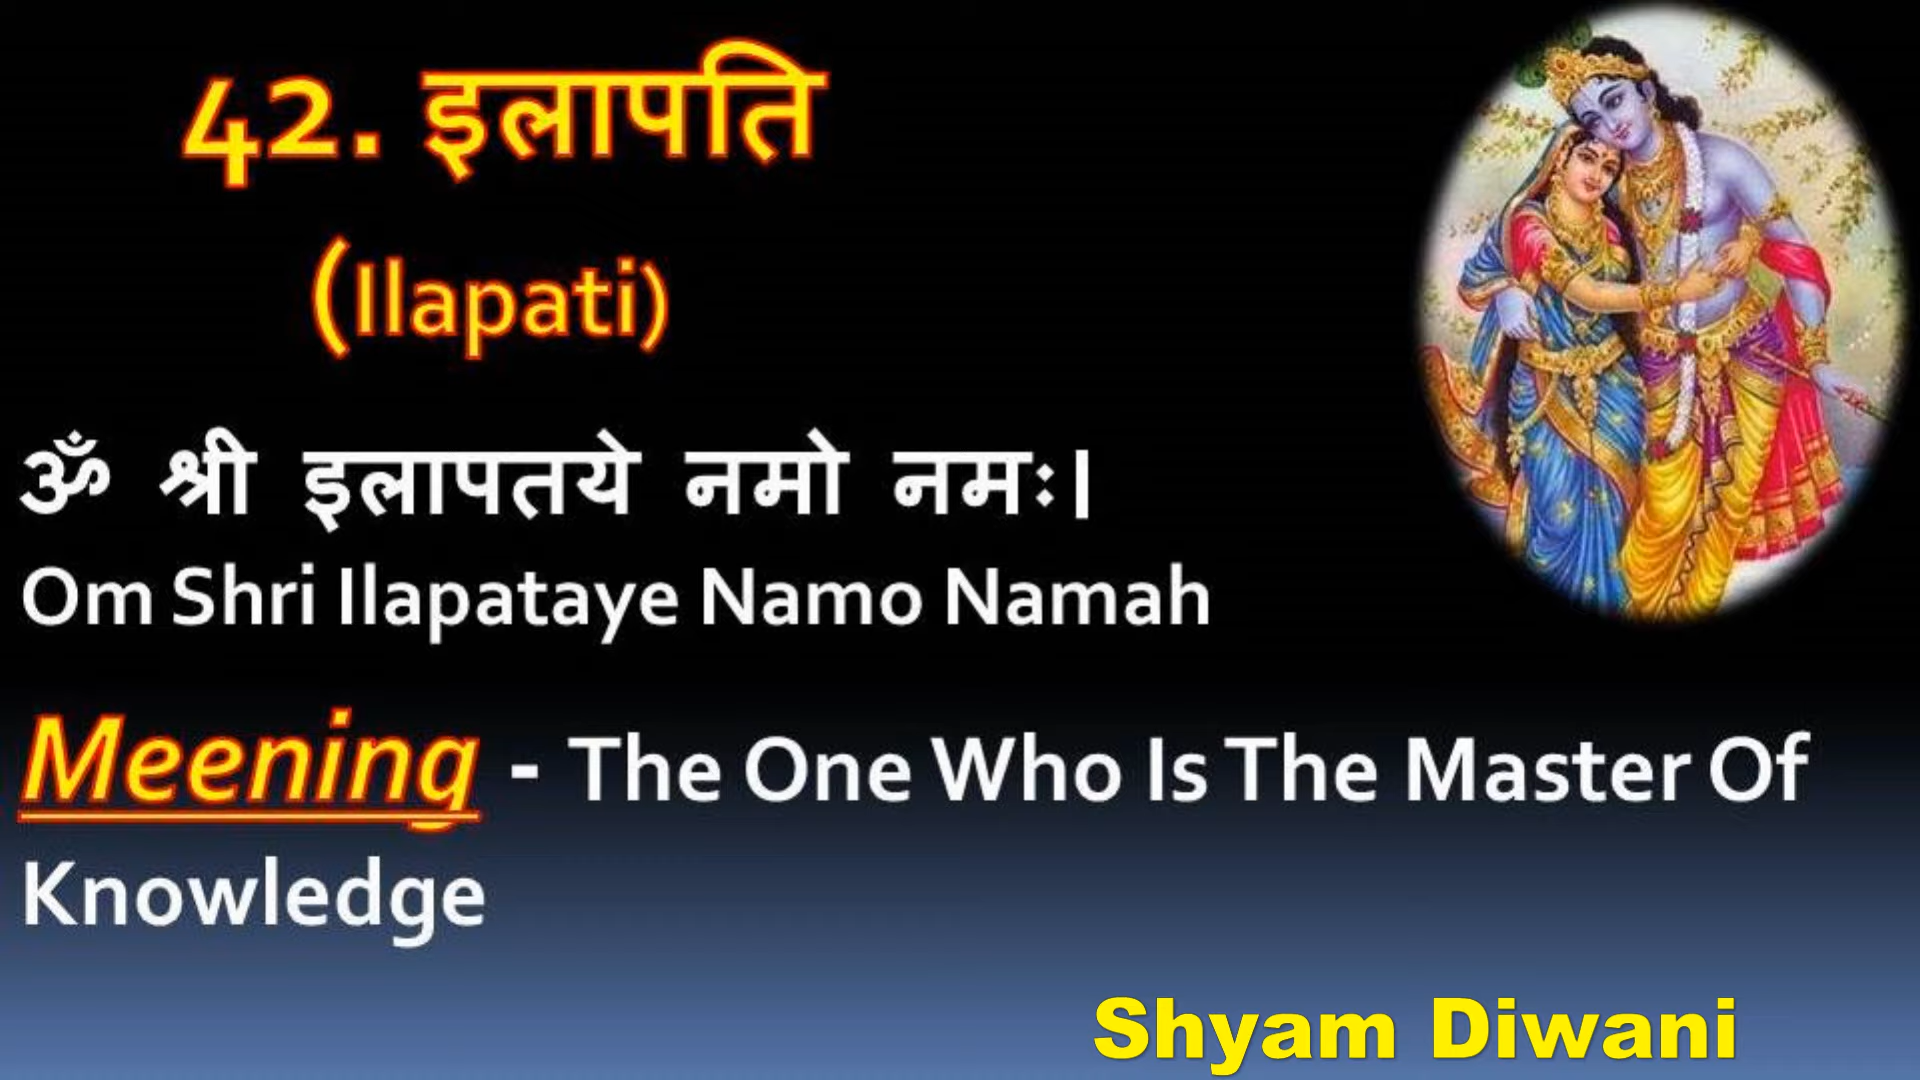 42. इलापति
(Ilapati)
ॐ श्री इलापतये नमो नमः।
Om Shri Ilapataye Namo Namah
Meening - The One Who Is The Master Of
Knowledge
Shyam Diwani